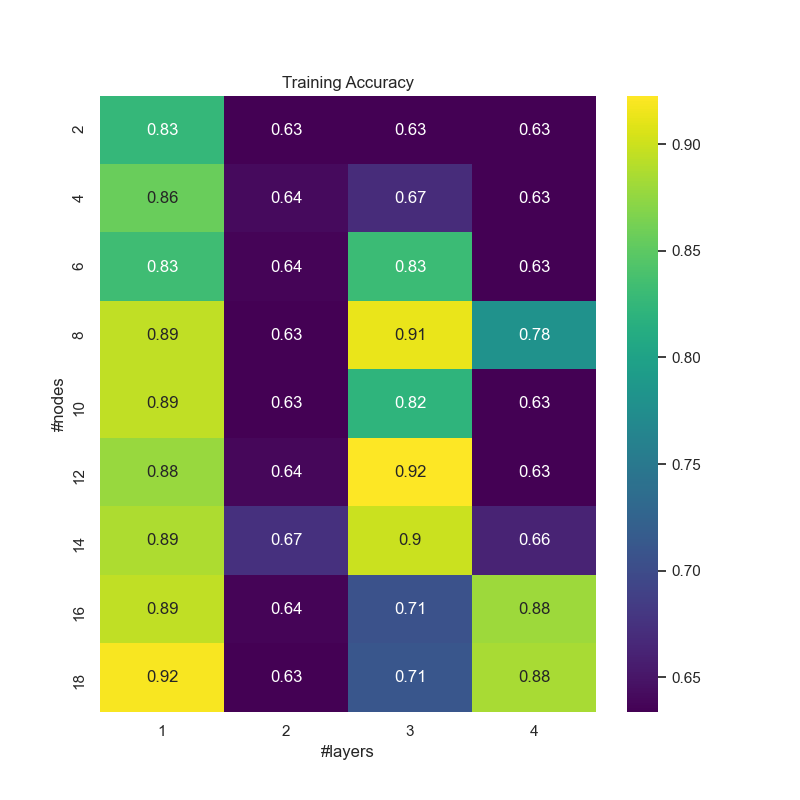 Training Accuracy
2 0.83 0.63 0.63 0.63
4 0.86 0.64 0.67 0.63
6 0.83 0.64 0.83 0.63
8 0.89 0.63 0.91 0.78
10 0.89 0.63 0.82 0.63
12 0.88 0.64 0.92 0.63
14 0.89 0.67 0.9 0.66
16 0.89 0.64 0.71 0.88
18 0.92 0.63 0.71 0.88
#nodes
1 2 3 4
#layers
0.90
0.85
0.80
0.75
0.70
0.65